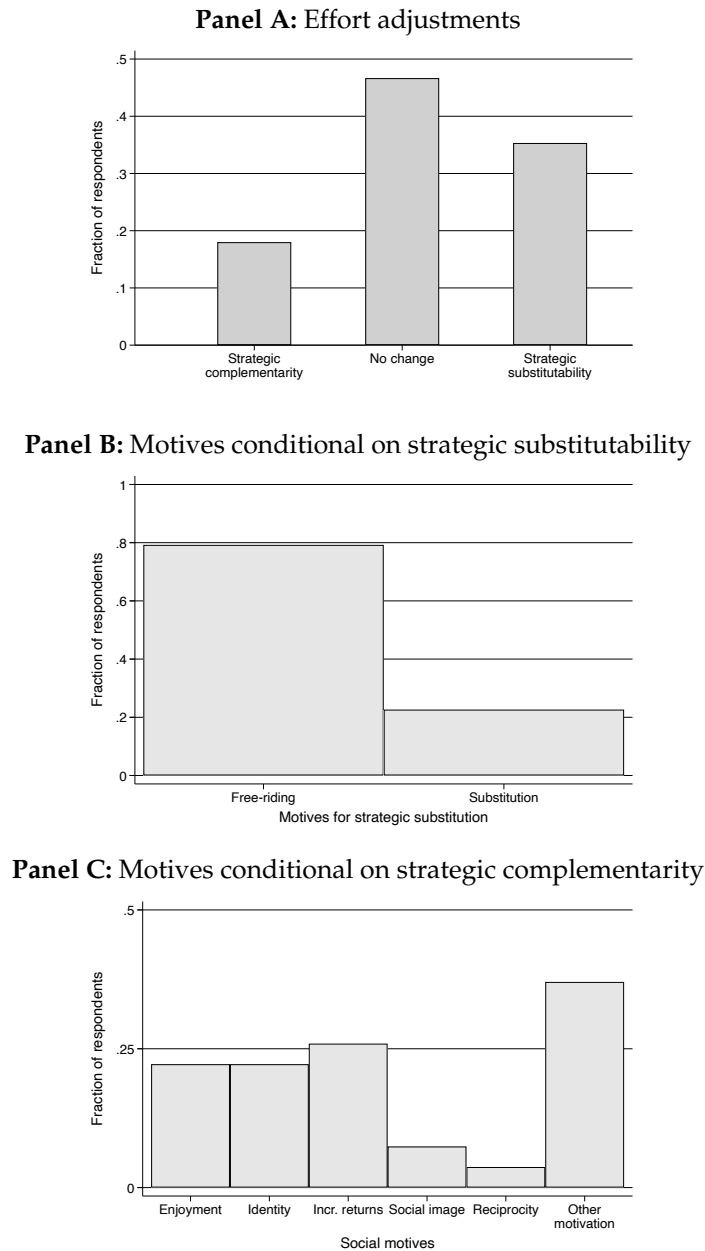 Panel A: Effort adjustments
.5
.4
.3
.2
.1
0
Fraction of respondents
Strategic complementarity
No change
Strategic substitutability
Panel B: Motives conditional on strategic substitutability
1
.8
.6
.4
.2
0
Fraction of respondents
Free-riding
Substitution
Motives for strategic substitution
Panel C: Motives conditional on strategic complementarity
.5
.25
0
Fraction of respondents
Enjoyment
Identity
Incr. returns
Social image
Reciprocity
Other motivation
Social motives